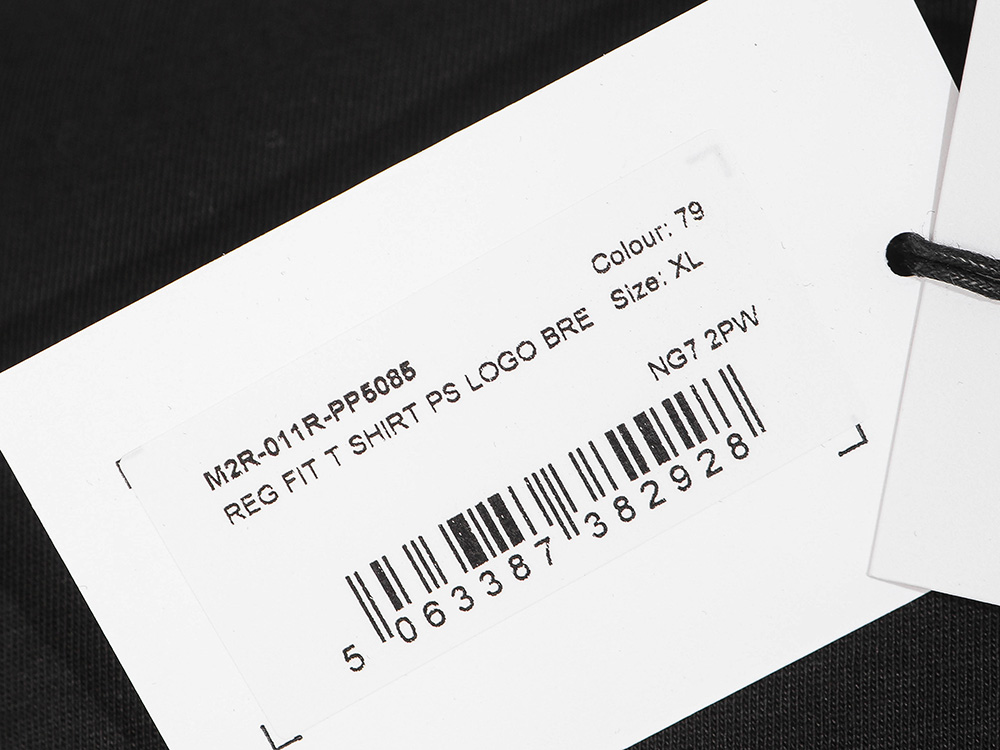 Colour: 79
Size: XL
M2R-011R-PP5085
REG FIT T SHIRT PS LOGO BRE
NG7 2PW
5 063387 382928